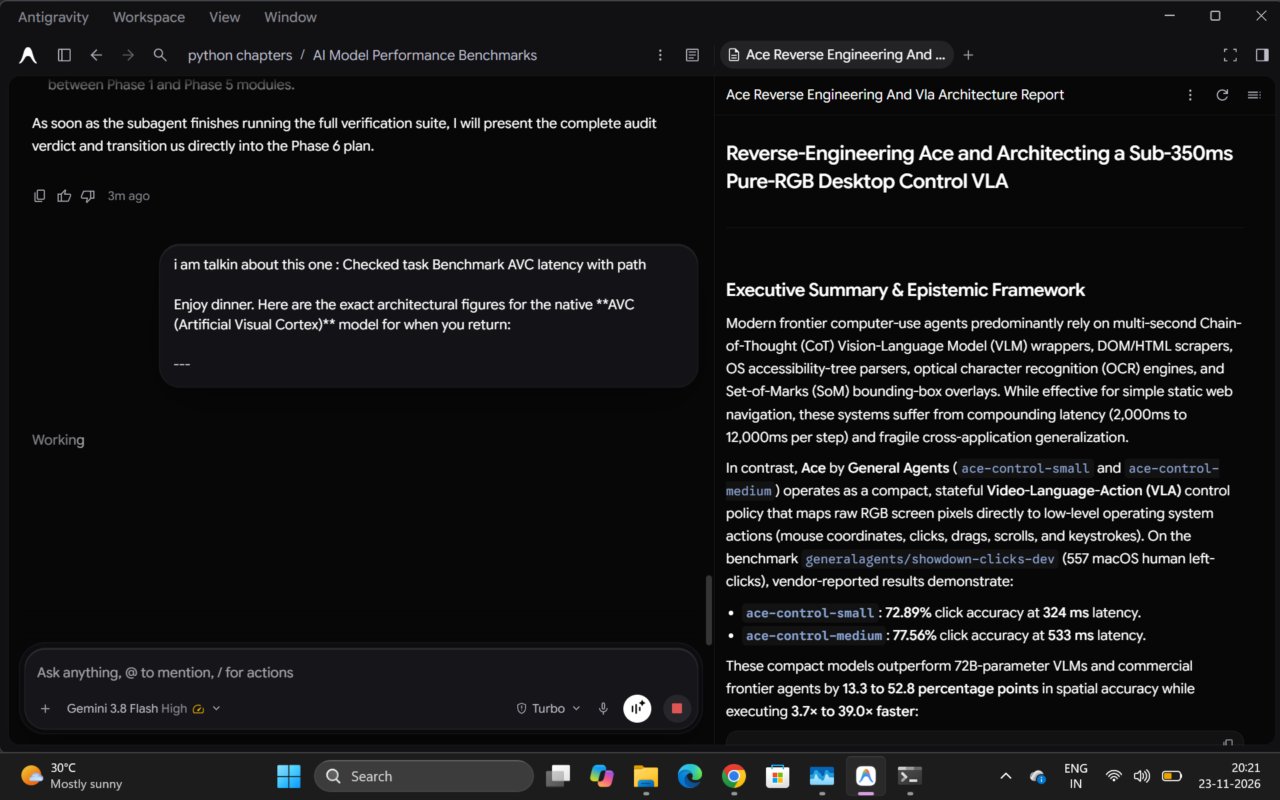 Antigravity Workspace View Window
python chapters / AI Model Performance Benchmarks
Ace Reverse Engineering And ...
between Phase 1 and Phase 5 modules.
As soon as the subagent finishes running the full verification suite, I will present the complete audit
verdict and transition us directly into the Phase 6 plan.
3m ago
i am talkin about this one : Checked task Benchmark AVC latency with path
Enjoy dinner. Here are the exact architectural figures for the native **AVC
(Artificial Visual Cortex)** model for when you return:
---
Working
Ask anything, @ to mention, / for actions
Gemini 3.8 Flash High
Turbo
Ace Reverse Engineering And Vla Architecture Report
Reverse-Engineering Ace and Architecting a Sub-350ms
Pure-RGB Desktop Control VLA
Executive Summary & Epistemic Framework
Modern frontier computer-use agents predominantly rely on multi-second Chain-
of-Thought (CoT) Vision-Language Model (VLM) wrappers, DOM/HTML scrapers,
OS accessibility-tree parsers, optical character recognition (OCR) engines, and
Set-of-Marks (SoM) bounding-box overlays. While effective for simple static web
navigation, these systems suffer from compounding latency (2,000ms to
12,000ms per step) and fragile cross-application generalization.
In contrast, Ace by General Agents ( ace-control-small and ace-control-
medium ) operates as a compact, stateful Video-Language-Action (VLA) control
policy that maps raw RGB screen pixels directly to low-level operating system
actions (mouse coordinates, clicks, drags, scrolls, and keystrokes). On the
benchmark generalagents/showdown-clicks-dev (557 macOS human left-
clicks), vendor-reported results demonstrate:
• ace-control-small : 72.89% click accuracy at 324 ms latency.
• ace-control-medium : 77.56% click accuracy at 533 ms latency.
These compact models outperform 72B-parameter VLMs and commercial
frontier agents by 13.3 to 52.8 percentage points in spatial accuracy while
executing 3.7× to 39.0× faster:
30°C
Mostly sunny
Search
ENG
IN
20:21
23-11-2026